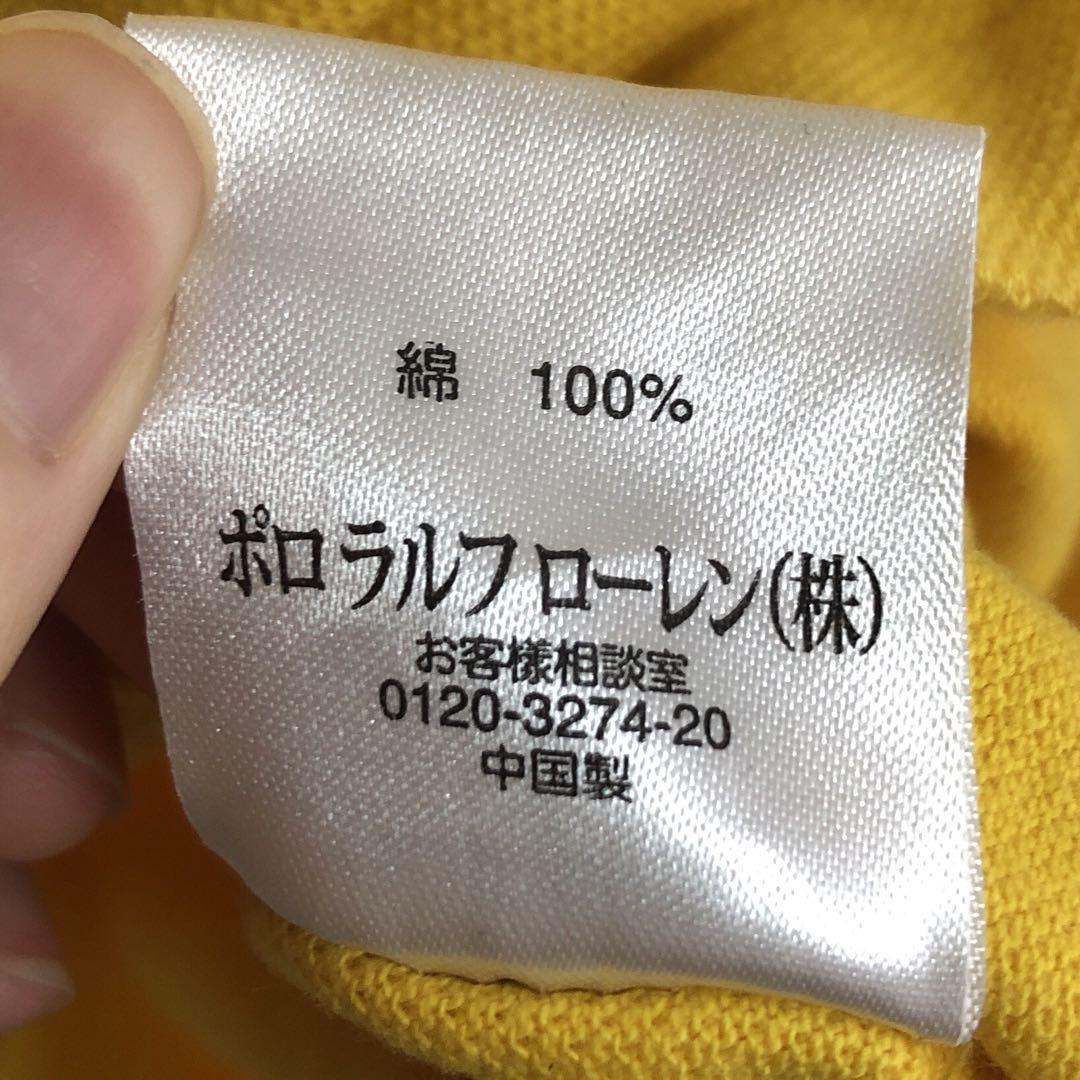 綿 100%
ポロ ラルフ ローレン(株)
お客様相談室
0120-3274-20
中国製